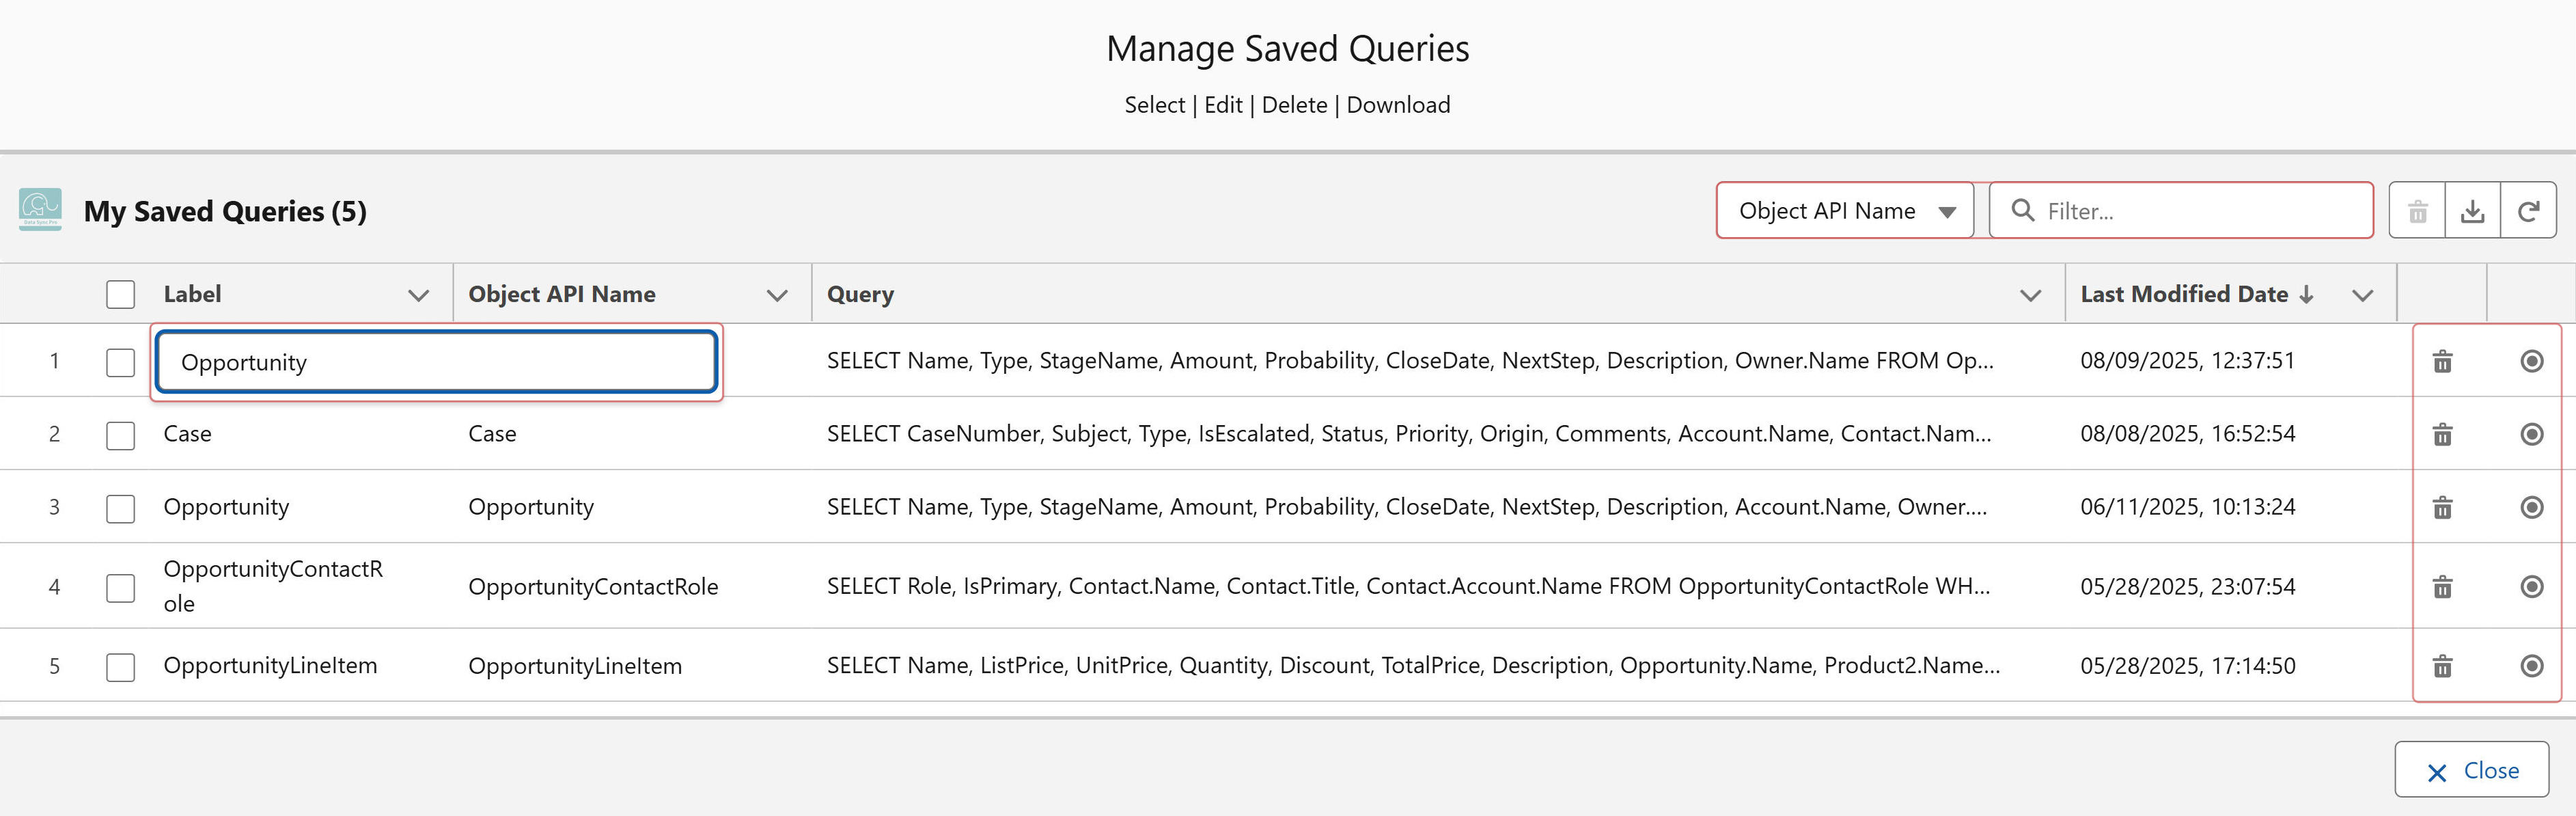 Manage Saved Queries
Select | Edit | Delete | Download
Data Sync Pro
My Saved Queries (5)
Object API Name
Filter...
Label Object API Name Query Last Modified Date
1 Opportunity SELECT Name, Type, StageName, Amount, Probability, CloseDate, NextStep, Description, Owner.Name FROM Op... 08/09/2025, 12:37:51
2 Case Case SELECT CaseNumber, Subject, Type, IsEscalated, Status, Priority, Origin, Comments, Account.Name, Contact.Nam... 08/08/2025, 16:52:54
3 Opportunity Opportunity SELECT Name, Type, StageName, Amount, Probability, CloseDate, NextStep, Description, Account.Name, Owner.... 06/11/2025, 10:13:24
4 OpportunityContactR
ole OpportunityContactRole SELECT Role, IsPrimary, Contact.Name, Contact.Title, Contact.Account.Name FROM OpportunityContactRole WH... 05/28/2025, 23:07:54
5 OpportunityLineItem OpportunityLineItem SELECT Name, ListPrice, UnitPrice, Quantity, Discount, TotalPrice, Description, Opportunity.Name, Product2.Name... 05/28/2025, 17:14:50
Close